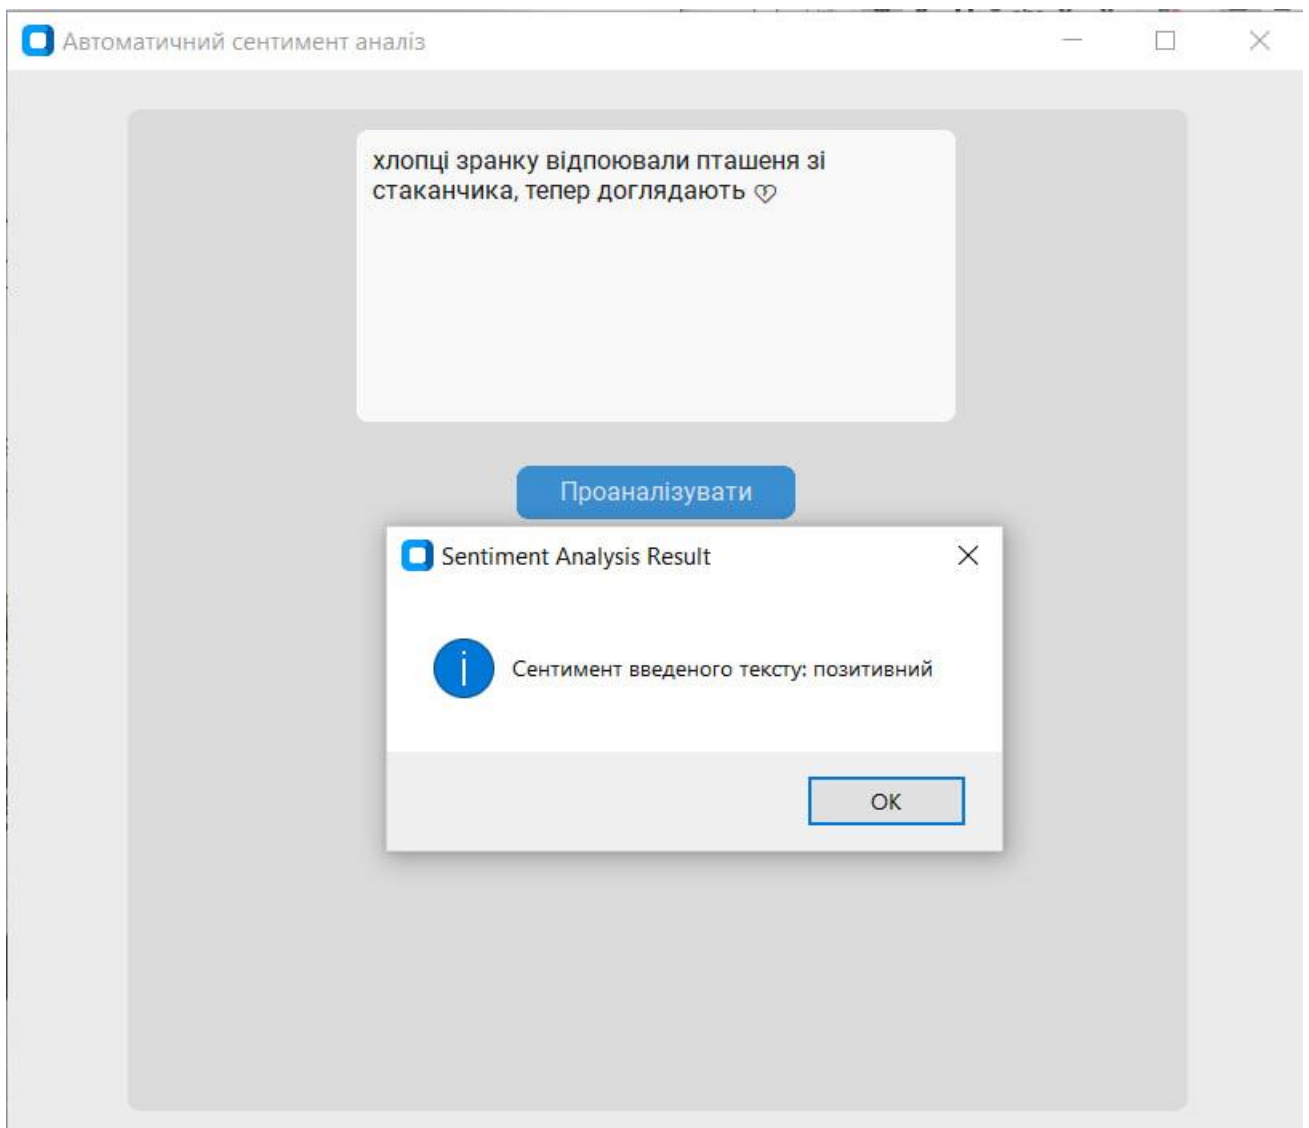 Автоматичний сентимент аналіз
хлопці зранку відпоювали пташеня зі
стаканчика, тепер доглядають 💔
Проаналізувати
Sentiment Analysis Result
Сентимент введеного тексту: позитивний
OK